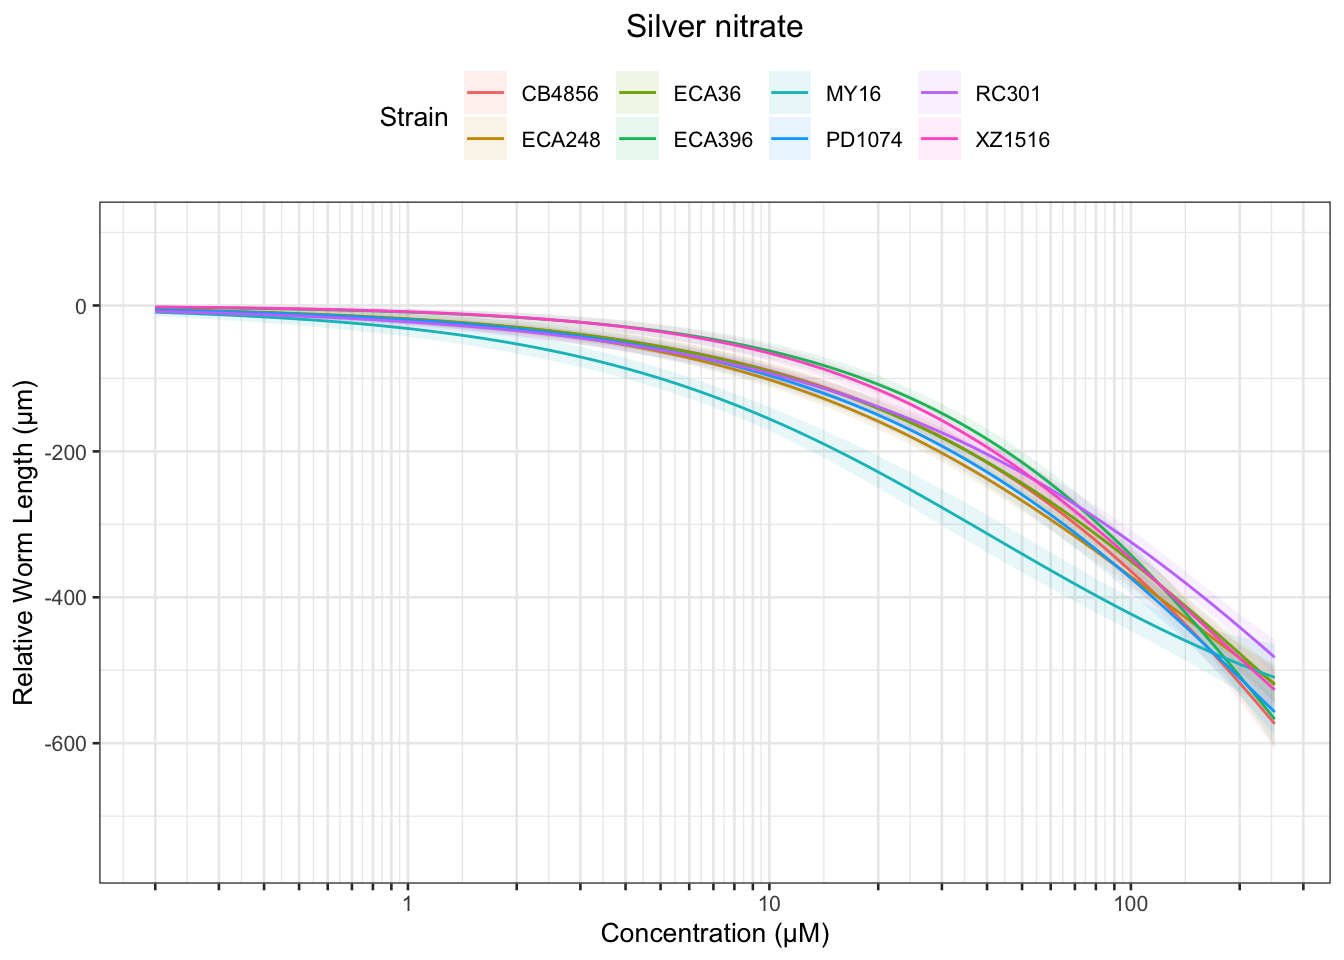 Silver nitrate
Strain
CB4856 ECA36 MY16 RC301
ECA248 ECA396 PD1074 XZ1516
Relative Worm Length (µm)
0
-200
-400
-600
1 10 100
Concentration (µM)